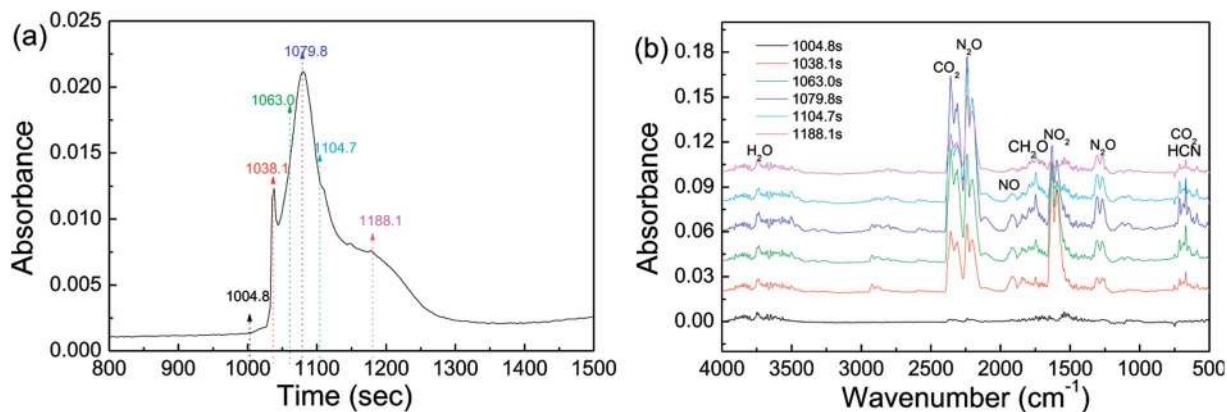 (a)
0.025
0.020
0.015
0.010
0.005
0.000
Absorbance
1079.8
1063.0
1104.7
1038.1
1188.1
1004.8
800 900 1000 1100 1200 1300 1400 1500
Time (sec)
(b)
0.18
0.15
0.12
0.09
0.06
0.03
0.00
Absorbance
1004.8s
1038.1s
1063.0s
1079.8s
1104.7s
1188.1s
H₂O
CO₂
N₂O
NO
CH₂O
NO₂
N₂O
CO₂
HCN
4000 3500 3000 2500 2000 1500 1000 500
Wavenumber (cm⁻¹)